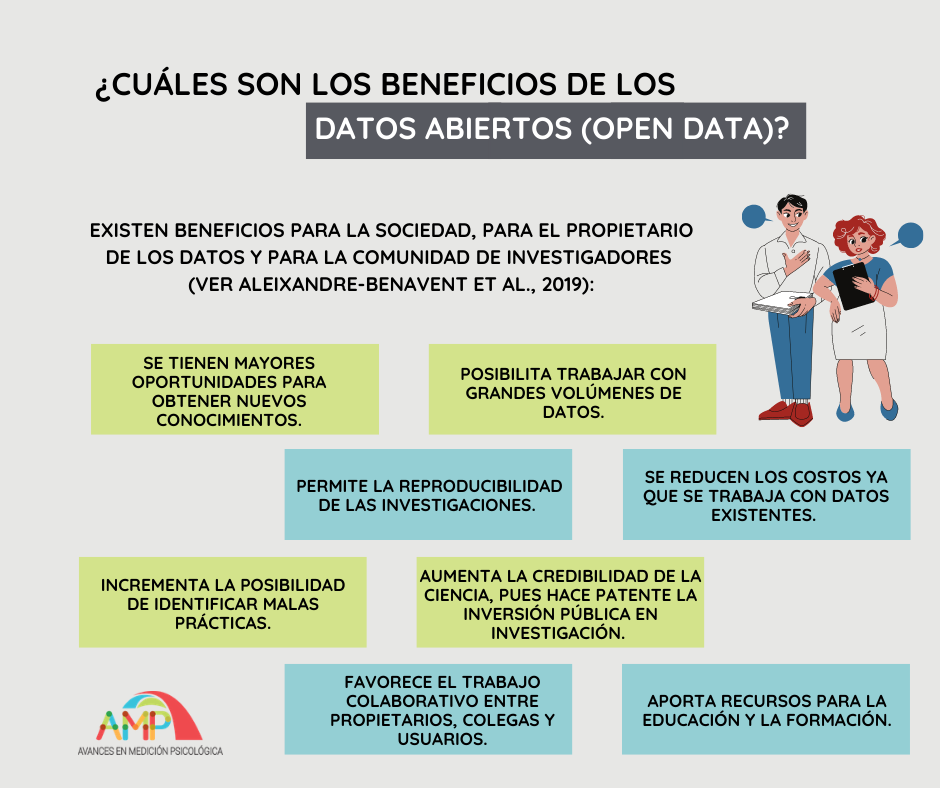 ¿CUÁLES SON LOS BENEFICIOS DE LOS
DATOS ABIERTOS (OPEN DATA)?
EXISTEN BENEFICIOS PARA LA SOCIEDAD, PARA EL PROPIETARIO
DE LOS DATOS Y PARA LA COMUNIDAD DE INVESTIGADORES
(VER ALEIXANDRE-BENAVENT ET AL., 2019):
SE TIENEN MAYORES
OPORTUNIDADES PARA
OBTENER NUEVOS
CONOCIMIENTOS.
POSIBILITA TRABAJAR CON
GRANDES VOLÚMENES DE
DATOS.
PERMITE LA REPRODUCIBILIDAD
DE LAS INVESTIGACIONES.
SE REDUCEN LOS COSTOS YA
QUE SE TRABAJA CON DATOS
EXISTENTES.
INCREMENTA LA POSIBILIDAD
DE IDENTIFICAR MALAS
PRÁCTICAS.
AUMENTA LA CREDIBILIDAD DE LA
CIENCIA, PUES HACE PATENTE LA
INVERSIÓN PÚBLICA EN
INVESTIGACIÓN.
FAVORECE EL TRABAJO
COLABORATIVO ENTRE
PROPIETARIOS, COLEGAS Y
USUARIOS.
APORTA RECURSOS PARA LA
EDUCACIÓN Y LA FORMACIÓN.
AMP
AVANCES EN MEDICIÓN PSICOLÓGICA